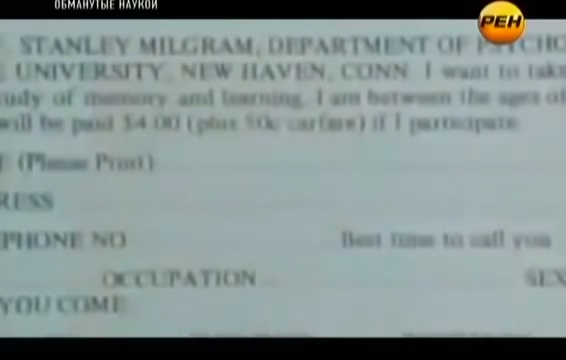 ОБМАНУТЫЕ НАУКОЙ
РЕН
STANLEY MILGRAM, DEPARTMENT OF PSYCHO
UNIVERSITY, NEW HAVEN, CONN. I want to take
tudy of memory and learning. I am between the ages of
will be paid $4.00 (plus 50c carfare) if I participate
E (Please Print)
RESS
PHONE NO Best time to call you
OCCUPATION SEX
YOU COME